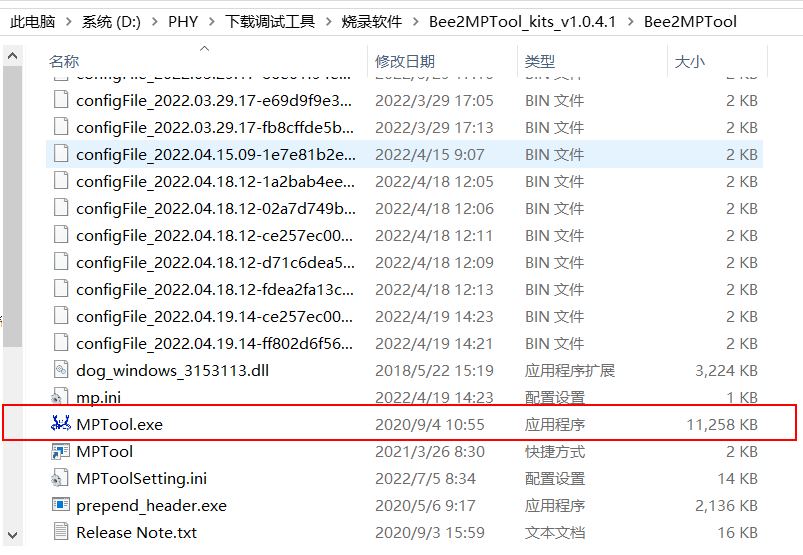 此电脑 > 系统 (D:) > PHY > 下载调试工具 > 烧录软件 > Bee2MPTool_kits_v1.0.4.1 > Bee2MPTool
名称 修改日期 类型 大小
configFile_2022.03.29.17-e69d9f9e3... 2022/3/29 17:05 BIN 文件 2 KB
configFile_2022.03.29.17-fb8cffde5b... 2022/3/29 17:13 BIN 文件 2 KB
configFile_2022.04.15.09-1e7e81b2e... 2022/4/15 9:07 BIN 文件 2 KB
configFile_2022.04.18.12-1a2bab4ee... 2022/4/18 12:05 BIN 文件 2 KB
configFile_2022.04.18.12-02a7d749b... 2022/4/18 12:06 BIN 文件 2 KB
configFile_2022.04.18.12-ce257ec00... 2022/4/18 12:11 BIN 文件 2 KB
configFile_2022.04.18.12-d71c6dea5... 2022/4/18 12:09 BIN 文件 2 KB
configFile_2022.04.18.12-fdea2fa13c... 2022/4/18 12:13 BIN 文件 2 KB
configFile_2022.04.19.14-ce257ec00... 2022/4/19 14:23 BIN 文件 2 KB
configFile_2022.04.19.14-ff802d6f56... 2022/4/19 14:21 BIN 文件 2 KB
dog_windows_3153113.dll 2018/5/22 15:19 应用程序扩展 3,224 KB
mp.ini 2022/4/19 14:23 配置设置 1 KB
MPTool.exe 2020/9/4 10:55 应用程序 11,258 KB
MPTool 2021/3/26 8:30 快捷方式 2 KB
MPToolSetting.ini 2022/7/5 8:34 配置设置 14 KB
prepend_header.exe 2020/5/6 9:17 应用程序 2,136 KB
Release Note.txt 2020/9/3 15:59 文本文档 16 KB